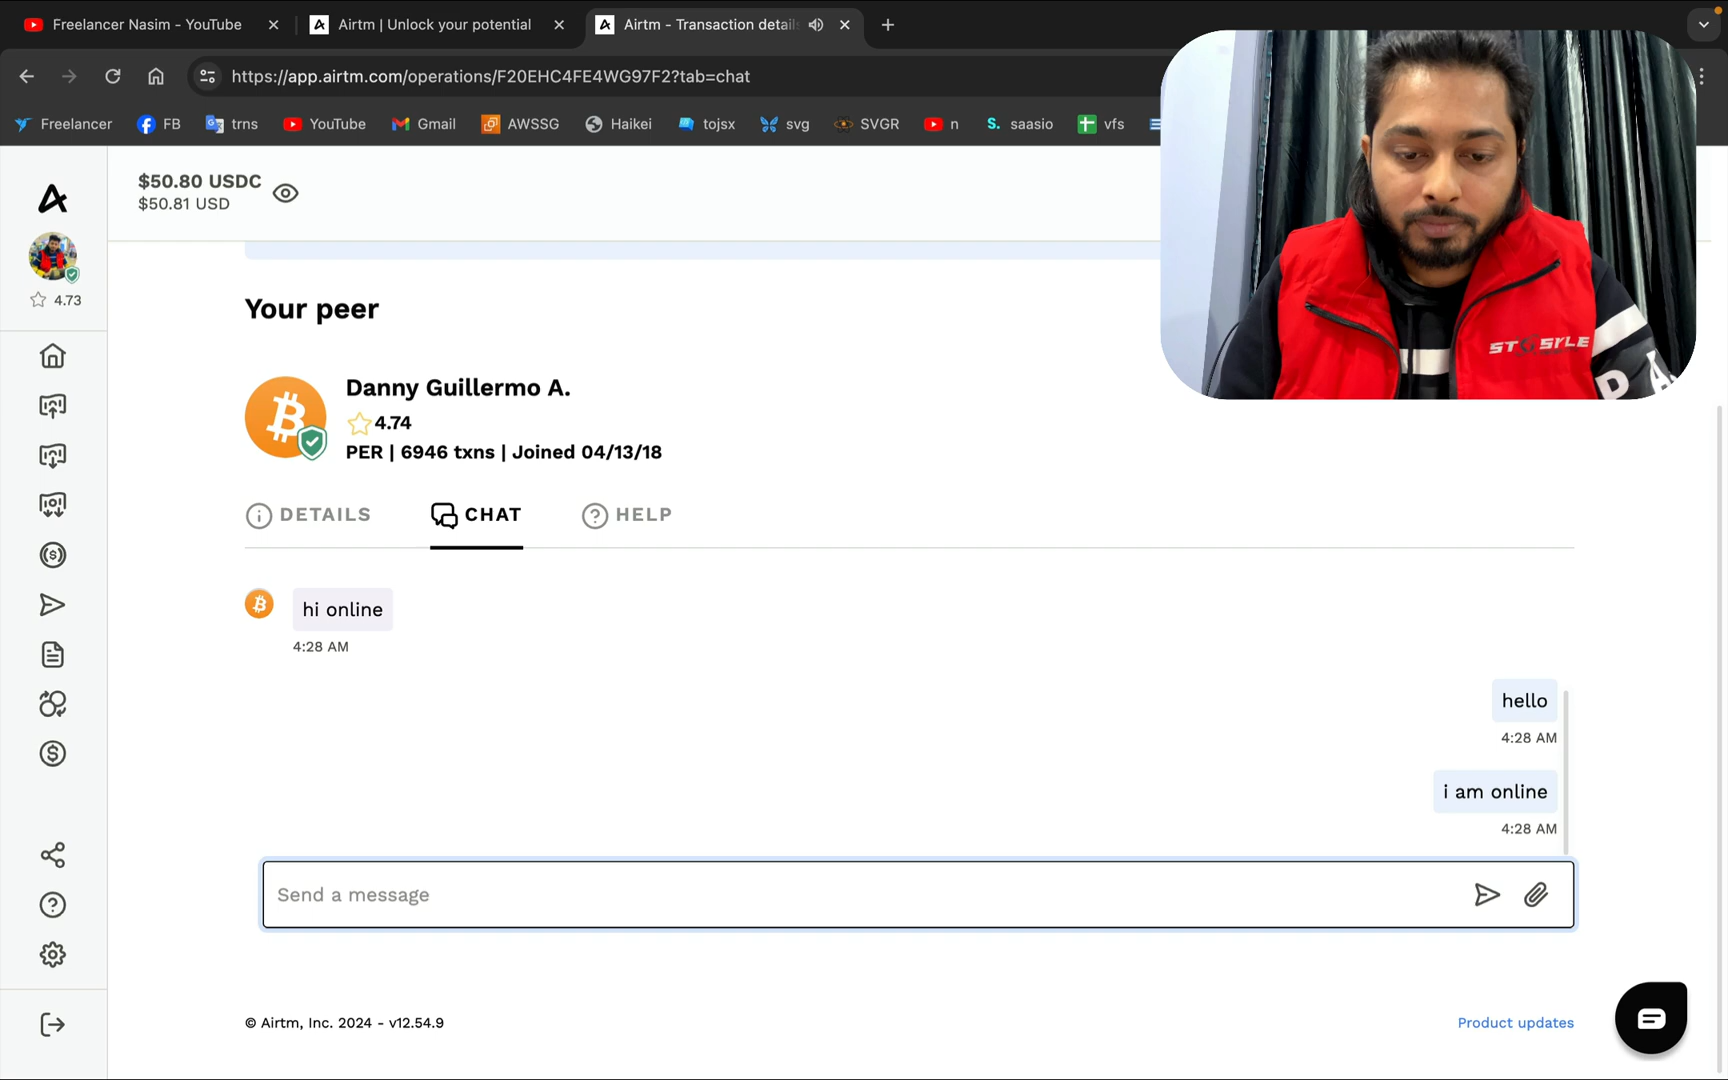 Freelancer Nasim - YouTube
Airtm | Unlock your potential
Airtm - Transaction details
https://app.airtm.com/operations/F20EHC4FE4WG97F2?tab=chat
Freelancer
FB
trns
YouTube
Gmail
AWSSG
Haikei
tojsx
svg
SVGR
n
S. saasio
vfs
$50.80 USDC
$50.81 USD
4.73
Your peer
Danny Guillermo A.
4.74
PER | 6946 txns | Joined 04/13/18
DETAILS
CHAT
HELP
hi online
4:28 AM
hello
4:28 AM
i am online
4:28 AM
Send a message
© Airtm, Inc. 2024 - v12.54.9
Product updates